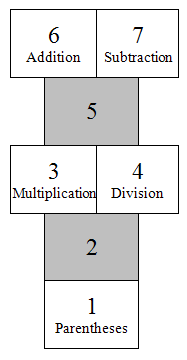 6 7
Addition Subtraction
5
3 4
Multiplication Division
2
1
Parentheses